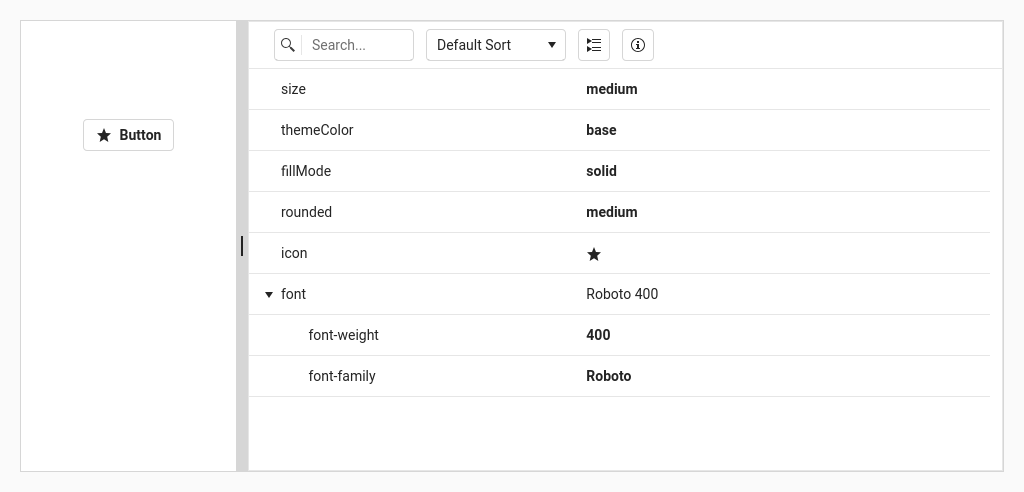 Button
Search...
Default Sort
size medium
themeColor base
fillMode solid
rounded medium
icon
font Roboto 400
font-weight 400
font-family Roboto